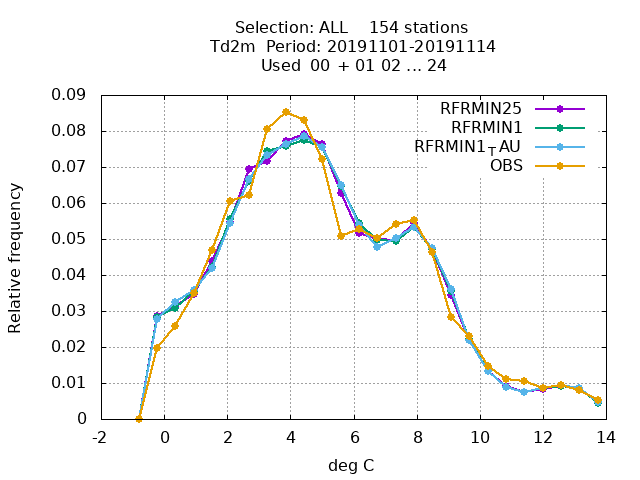 Selection: ALL 154 stations
Td2m Period: 20191101-20191114
Used 00 + 01 02 ... 24
0.09
0.08
0.07
0.06
0.05
0.04
0.03
0.02
0.01
0
Relative frequency
RFRMIN25
RFRMIN1
RFRMIN1TAU
OBS
-2 0 2 4 6 8 10 12 14
deg C